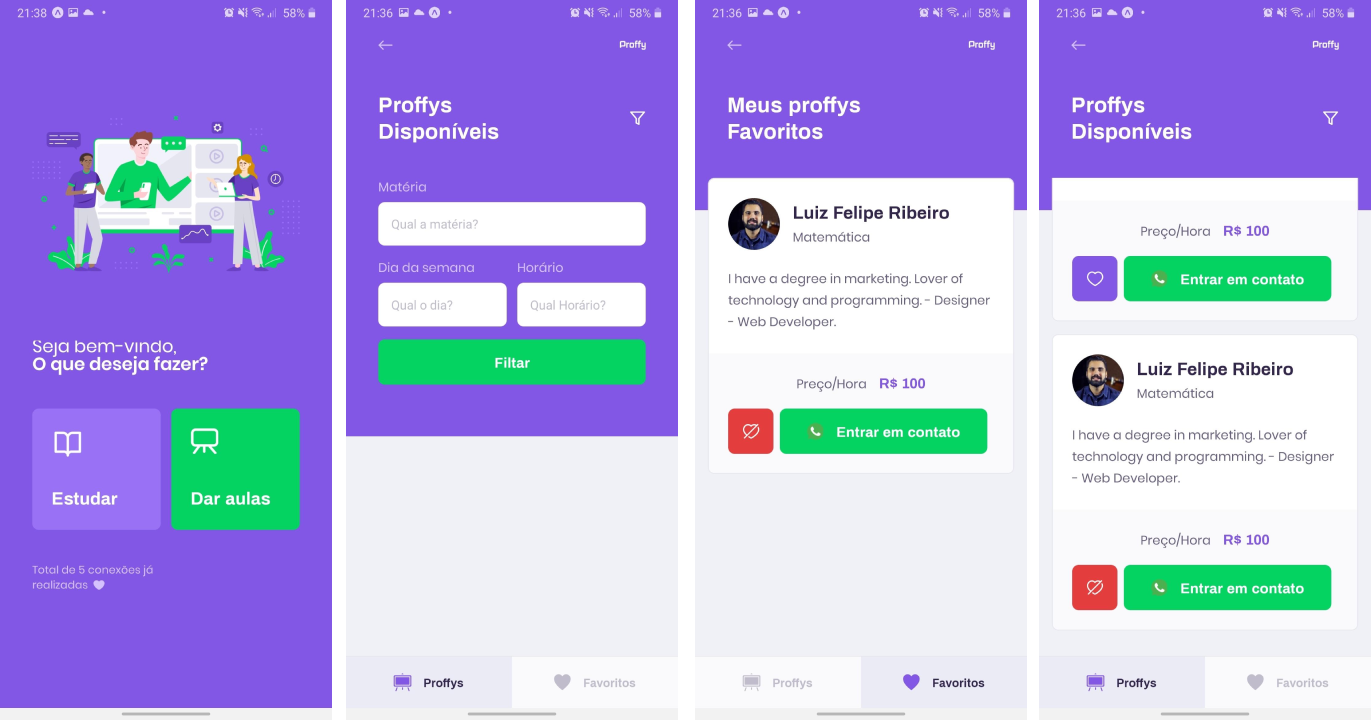 21:38
58%
Seja bem-vindo,
O que deseja fazer?
Estudar
Dar aulas
Total de 5 conexões já
realizadas
21:36
58%
Proffy
Proffys
Disponíveis
Matéria
Qual a matéria?
Dia da semana
Horário
Qual o dia?
Qual Horário?
Filtar
Proffys
Favoritos
21:36
58%
Proffy
Meus proffys
Favoritos
Luiz Felipe Ribeiro
Matemática
I have a degree in marketing. Lover of
technology and programming. - Designer
- Web Developer.
Preço/Hora R$ 100
Entrar em contato
Proffys
Favoritos
21:36
58%
Proffy
Proffys
Disponíveis
Preço/Hora R$ 100
Entrar em contato
Luiz Felipe Ribeiro
Matemática
I have a degree in marketing. Lover of
technology and programming. - Designer
- Web Developer.
Preço/Hora R$ 100
Entrar em contato
Proffys
Favoritos